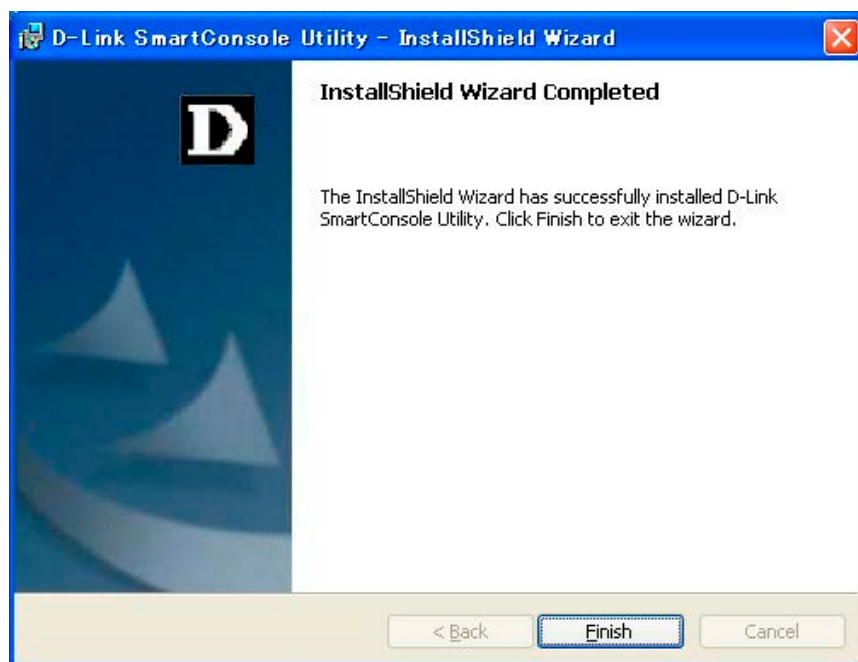 D-Link SmartConsole Utility - InstallShield Wizard
D
InstallShield Wizard Completed
The InstallShield Wizard has successfully installed D-Link
SmartConsole Utility. Click Finish to exit the wizard.
< Back Finish Cancel